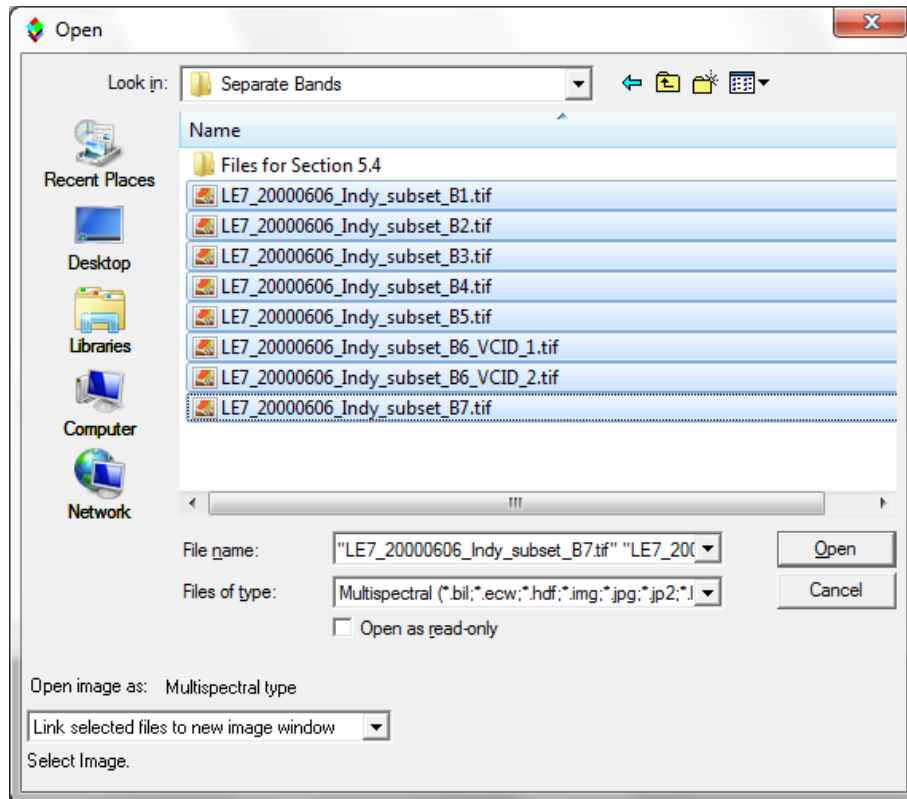 Open
Look in: Separate Bands
Name
Files for Section 5.4
LE7_20000606_Indy_subset_B1.tif
LE7_20000606_Indy_subset_B2.tif
LE7_20000606_Indy_subset_B3.tif
LE7_20000606_Indy_subset_B4.tif
LE7_20000606_Indy_subset_B5.tif
LE7_20000606_Indy_subset_B6_VCID_1.tif
LE7_20000606_Indy_subset_B6_VCID_2.tif
LE7_20000606_Indy_subset_B7.tif
Recent Places
Desktop
Libraries
Computer
Network
File name: "LE7_20000606_Indy_subset_B7.tif" "LE7_200 Open
Files of type: Multispectral (*.bil;*.ecw;*.hdf;*.img;*.jpg;*.jp2;*.l Cancel
Open as read-only
Open image as: Multispectral type
Link selected files to new image window
Select Image.